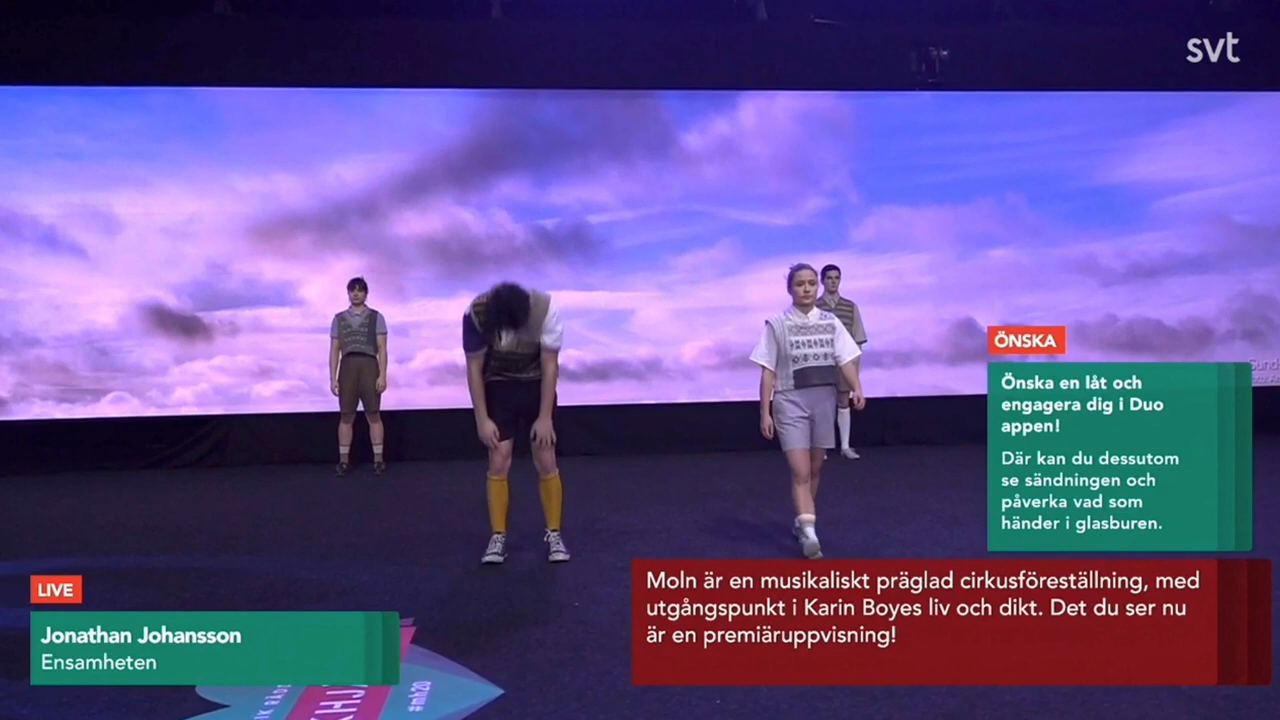 svt
ÖNSKA
Önska en låt och
engagera dig i Duo
appen!
Där kan du dessutom
se sändningen och
påverka vad som
händer i glasburen.
Moln är en musikaliskt präglad cirkusföreställning, med
utgångspunkt i Karin Boyes liv och dikt. Det du ser nu
är en premiäruppvisning!
LIVE
Jonathan Johansson
Ensamheten
#mh20